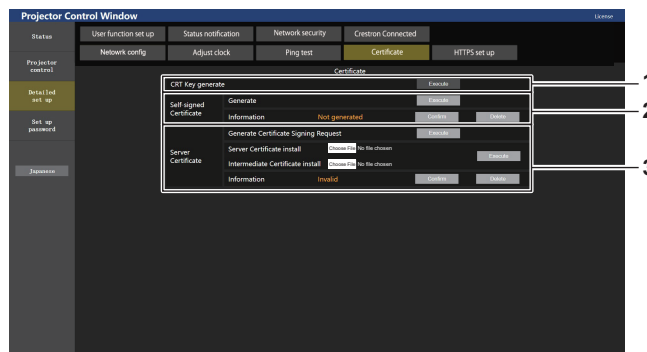 Projector Control Window
License
Status
User function set up
Status notification
Network security
Crestron Connected
Netowrk config
Adjust clock
Ping test
Certificate
HTTPS set up
Projector
control
Detailed
set up
Set up
password
Japanese
Certificate
CRT Key generate
Execute
1
Self-signed
Certificate
Generate
Execute
Information
Not generated
Confirm
Delete
2
Server
Certificate
Generate Certificate Signing Request
Execute
Server Certificate install
Choose File No file chosen
Intermediate Certificate install
Choose File No file chosen
Execute
3
Information
Invalid
Confirm
Delete